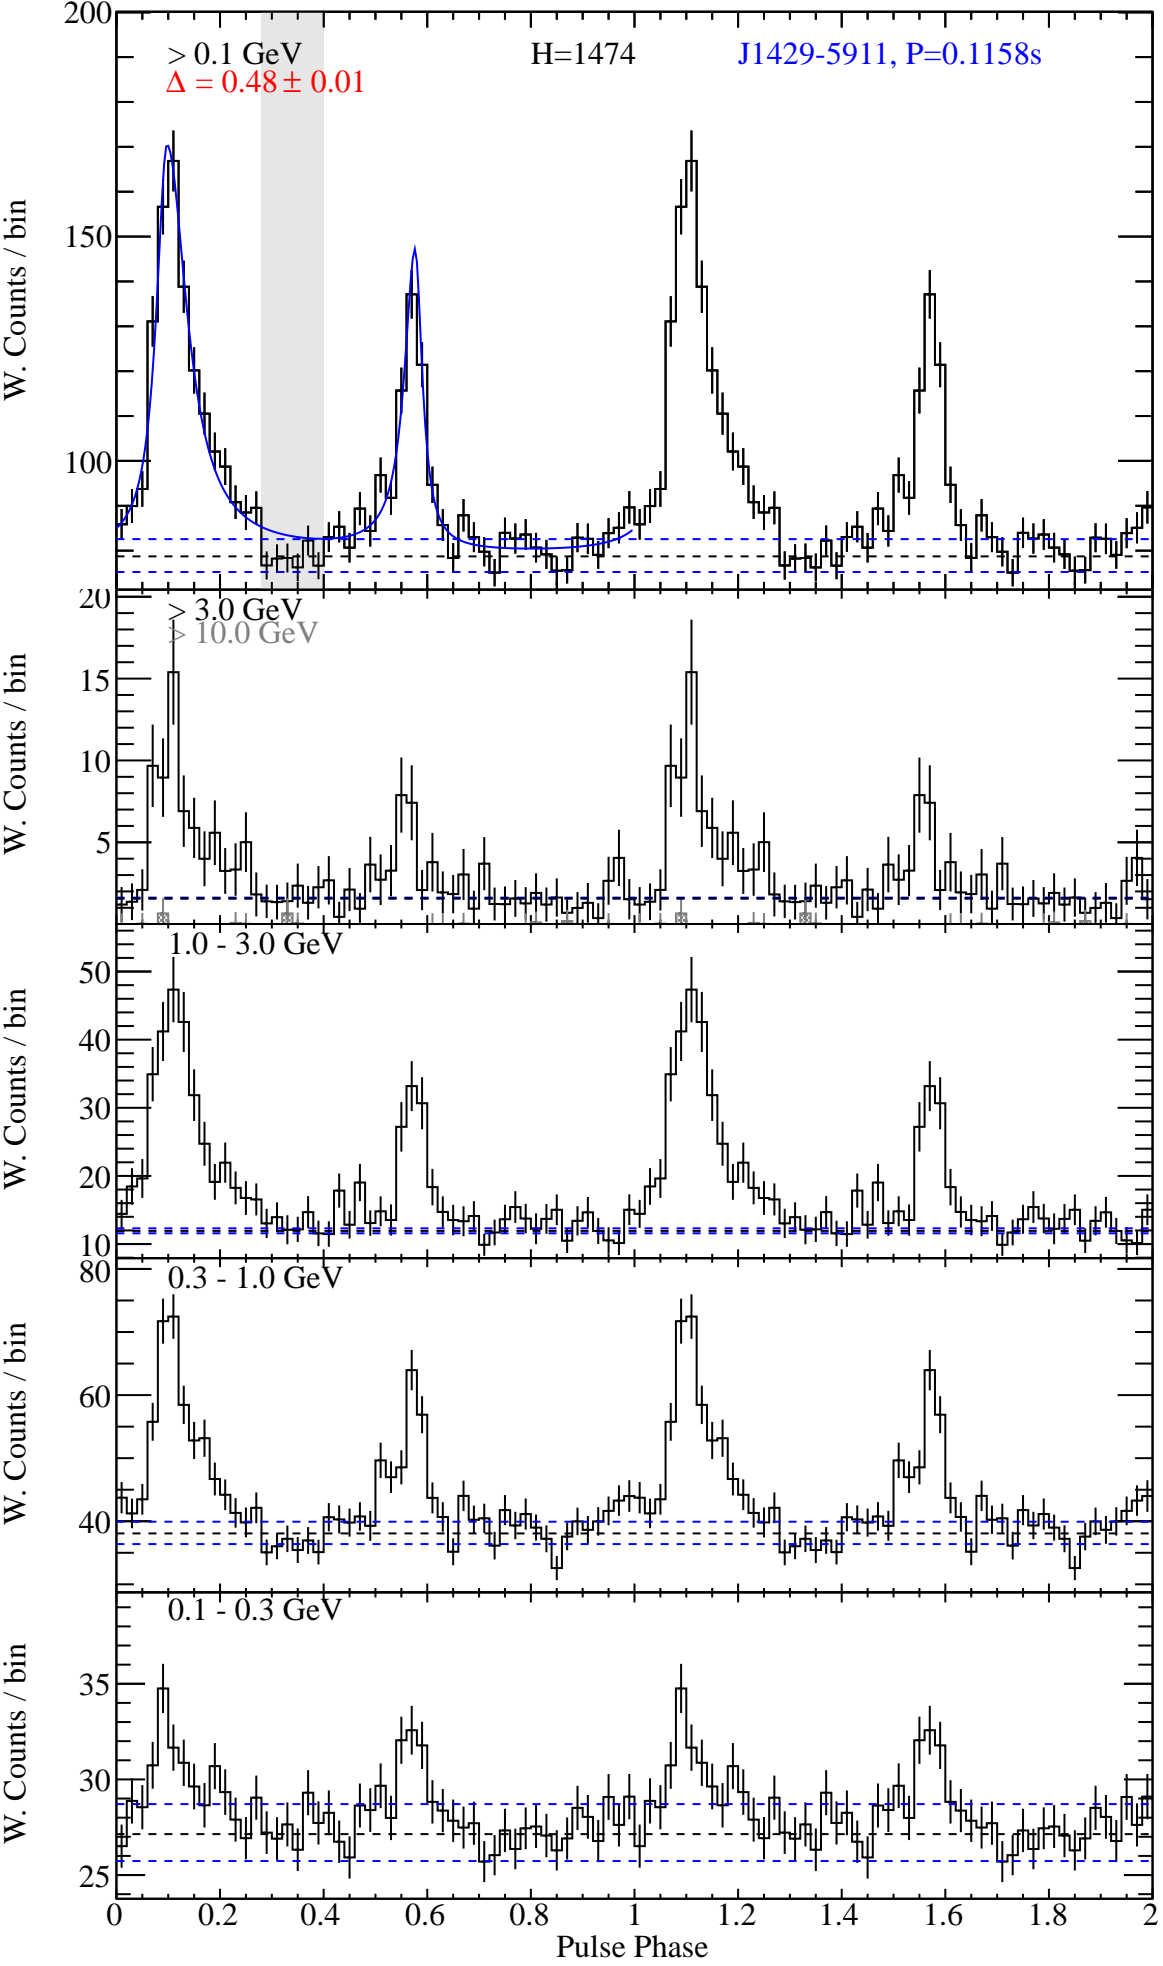 > 0.1 GeV H=1474 J1429-5911, P=0.1158s
Δ = 0.48 ± 0.01
200
150
100
W. Counts / bin
> 3.0 GeV
> 10.0 GeV
20
15
10
5
W. Counts / bin
1.0 - 3.0 GeV
50
40
30
20
10
W. Counts / bin
0.3 - 1.0 GeV
80
60
40
W. Counts / bin
0.1 - 0.3 GeV
35
30
25
W. Counts / bin
0 0.2 0.4 0.6 0.8 1 1.2 1.4 1.6 1.8 2
Pulse Phase